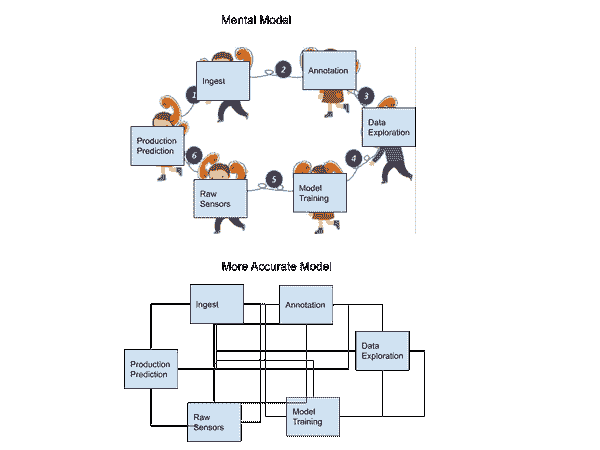 Mental Model
Ingest
2
Annotation
1
3
Data
Exploration
Production
Prediction
6
4
Raw
Sensors
5
Model
Training
More Accurate Model
Ingest
Annotation
Data
Exploration
Production
Prediction
Raw
Sensors
Model
Training